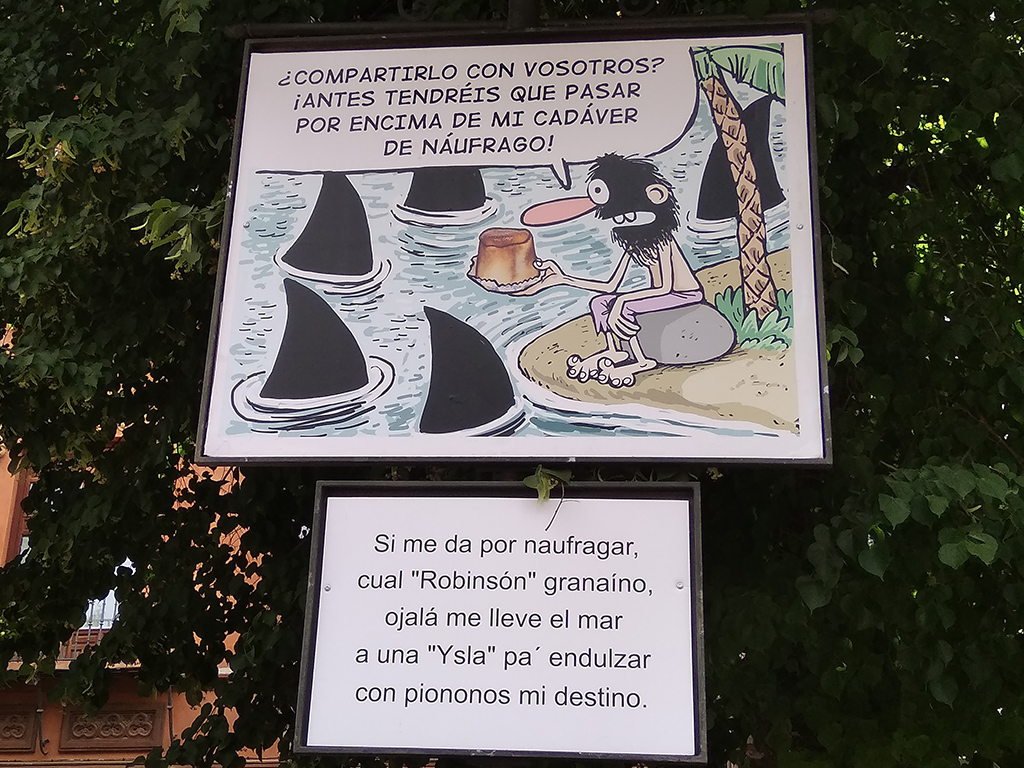 ¿COMPARTIRLO CON VOSOTROS?
¡ANTES TENDRÉIS QUE PASAR
POR ENCIMA DE MI CADÁVER
DE NÁUFRAGO!
Si me da por naufragar,
cual "Robinsón" granaíno,
ojalá me lleve el mar
a una "Ysla" pa´ endulzar
con piononos mi destino.